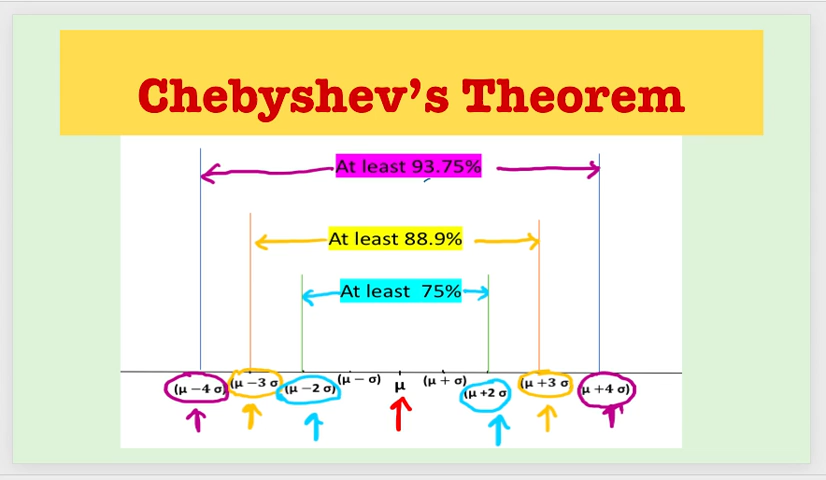 Chebyshev’s Theorem
At least 93.75%
At least 88.9%
At least  75%
(μ −4 σ) (μ −3 σ (μ −2 σ) (μ − σ) μ (μ + σ) (μ +2 σ (μ +3 σ (μ +4 σ)